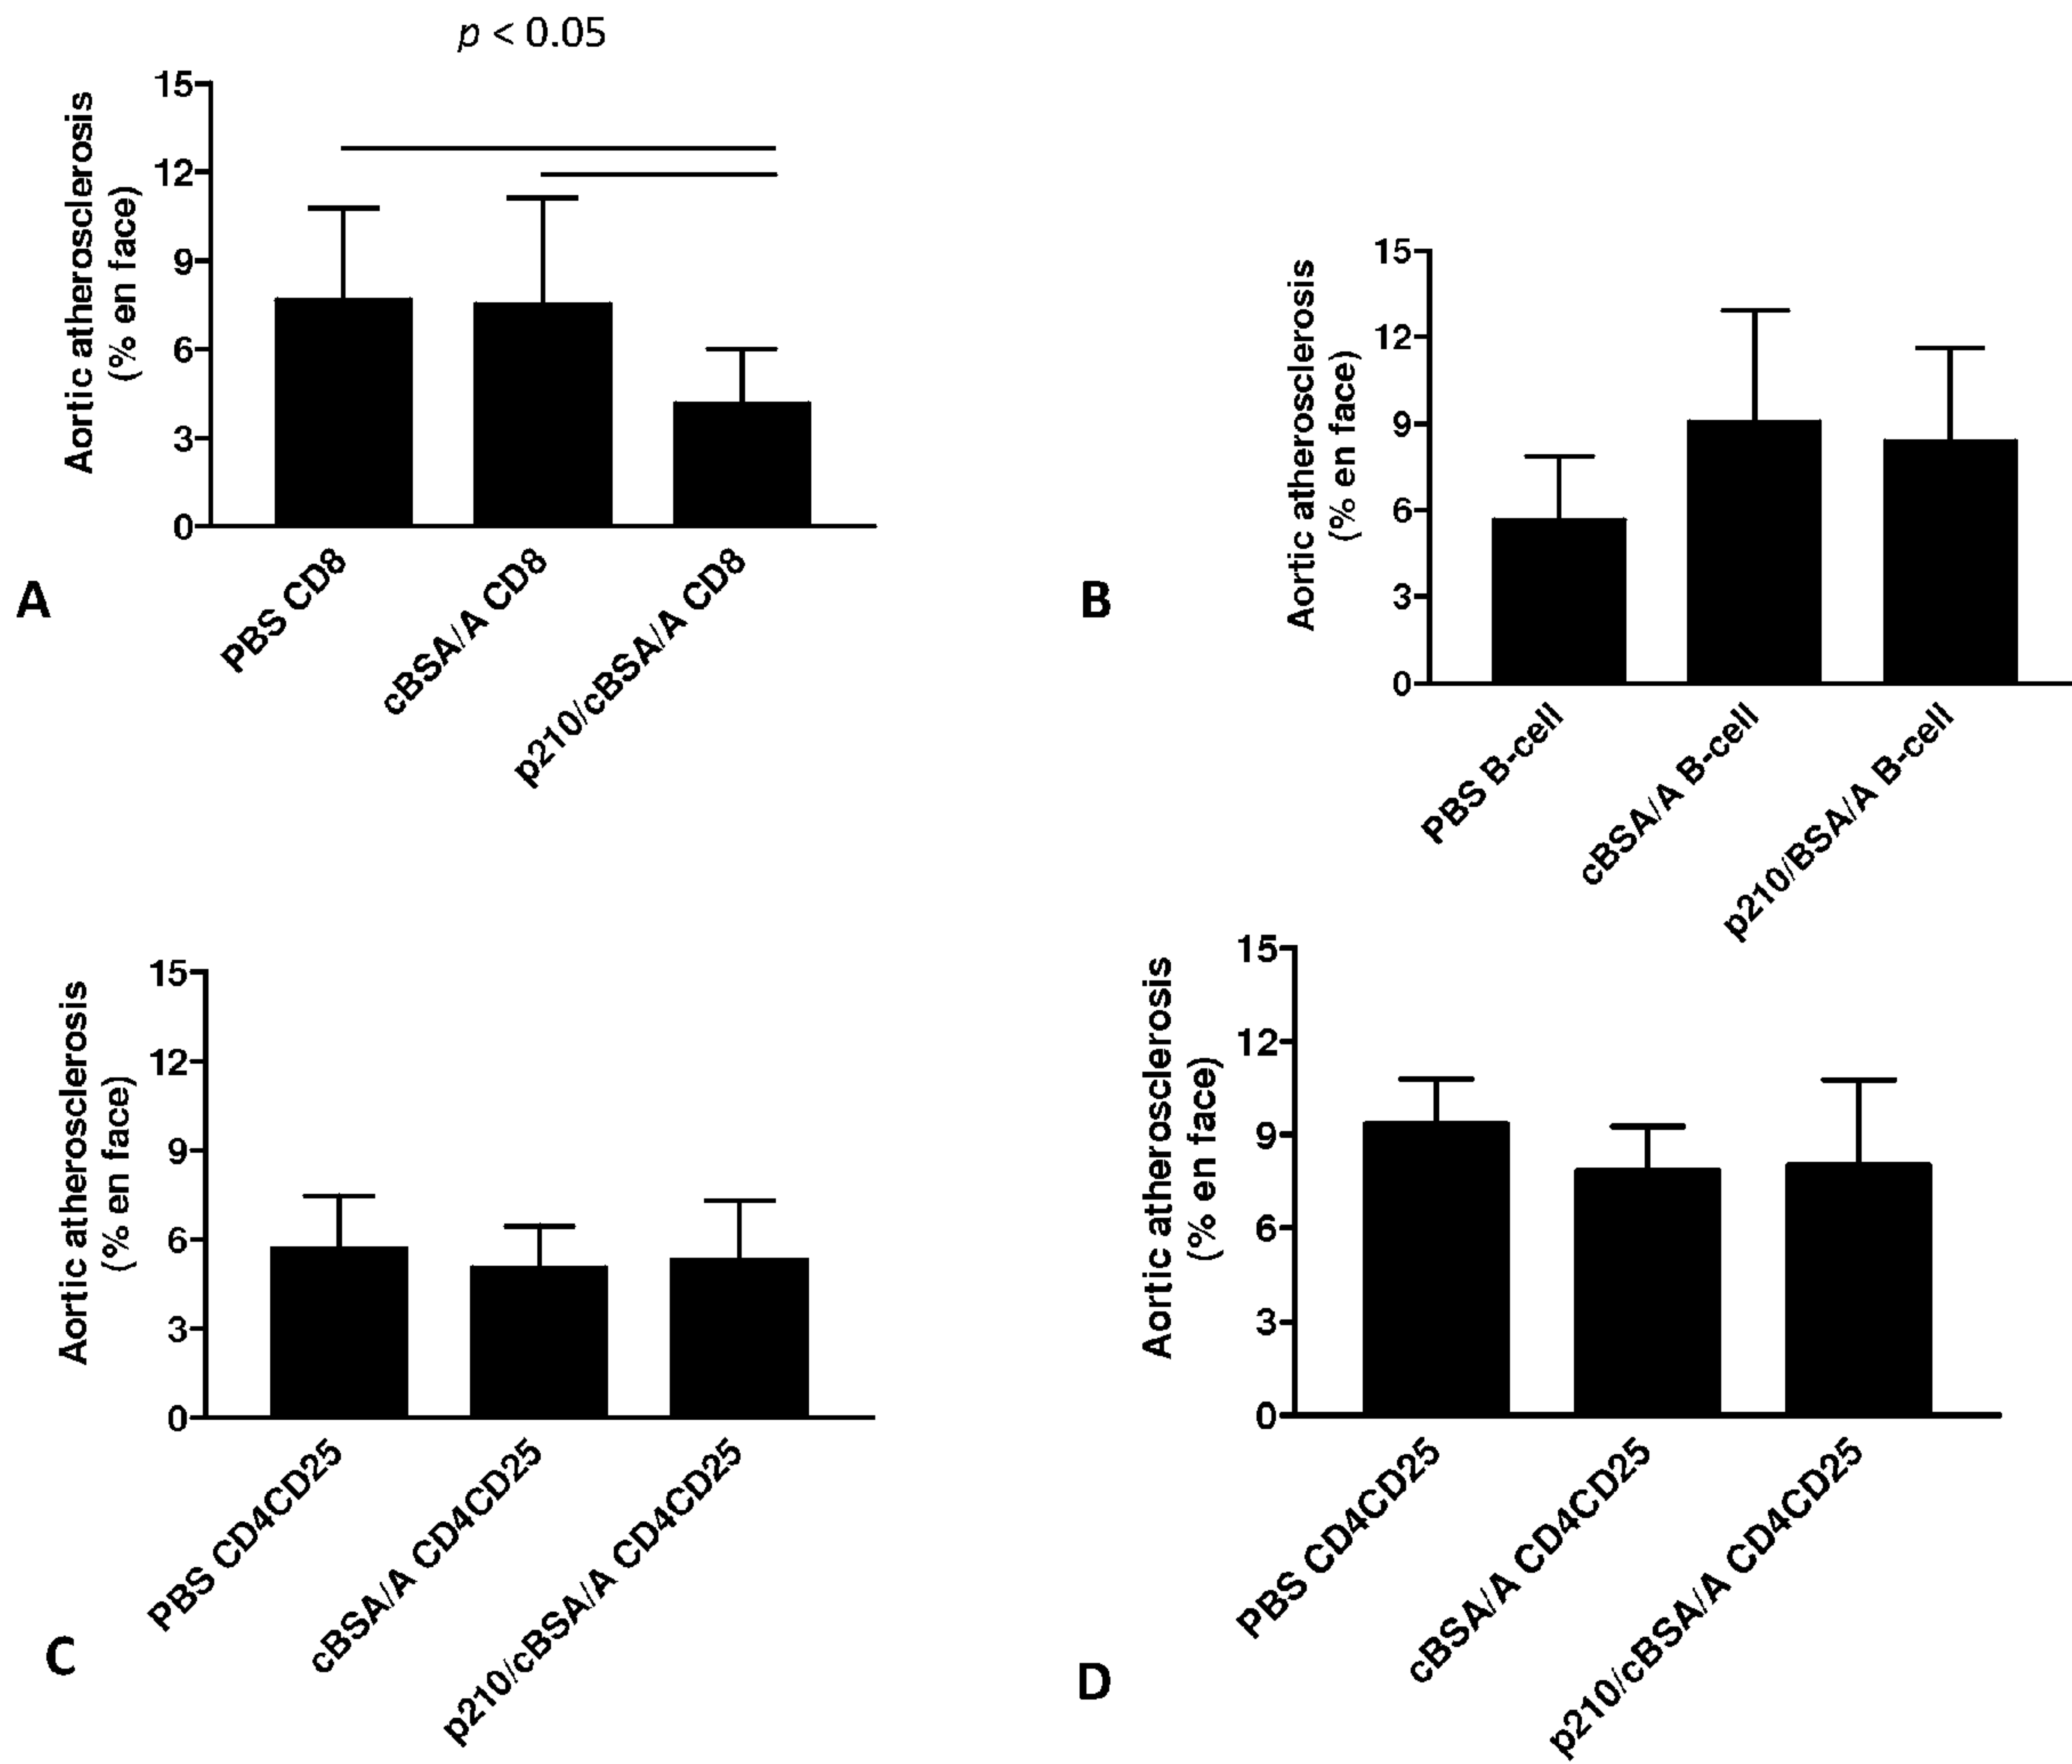 p < 0.05
Aortic atherosclerosis
(% en face)
15
12
9
6
3
0
PBS CD8
cBSA/A CD8
p210/cBSA/A CD8
A
Aortic atherosclerosis
(% en face)
15
12
9
6
3
0
PBS B-cell
cBSA/A B-cell
p210/BSA/A B-cell
B
Aortic atherosclerosis
(% en face)
15
12
9
6
3
0
PBS CD4CD25
cBSA/A CD4CD25
p210/cBSA/A CD4CD25
C
Aortic atherosclerosis
(% en face)
15
12
9
6
3
0
PBS CD4CD25
cBSA/A CD4CD25
p210/cBSA/A CD4CD25
D